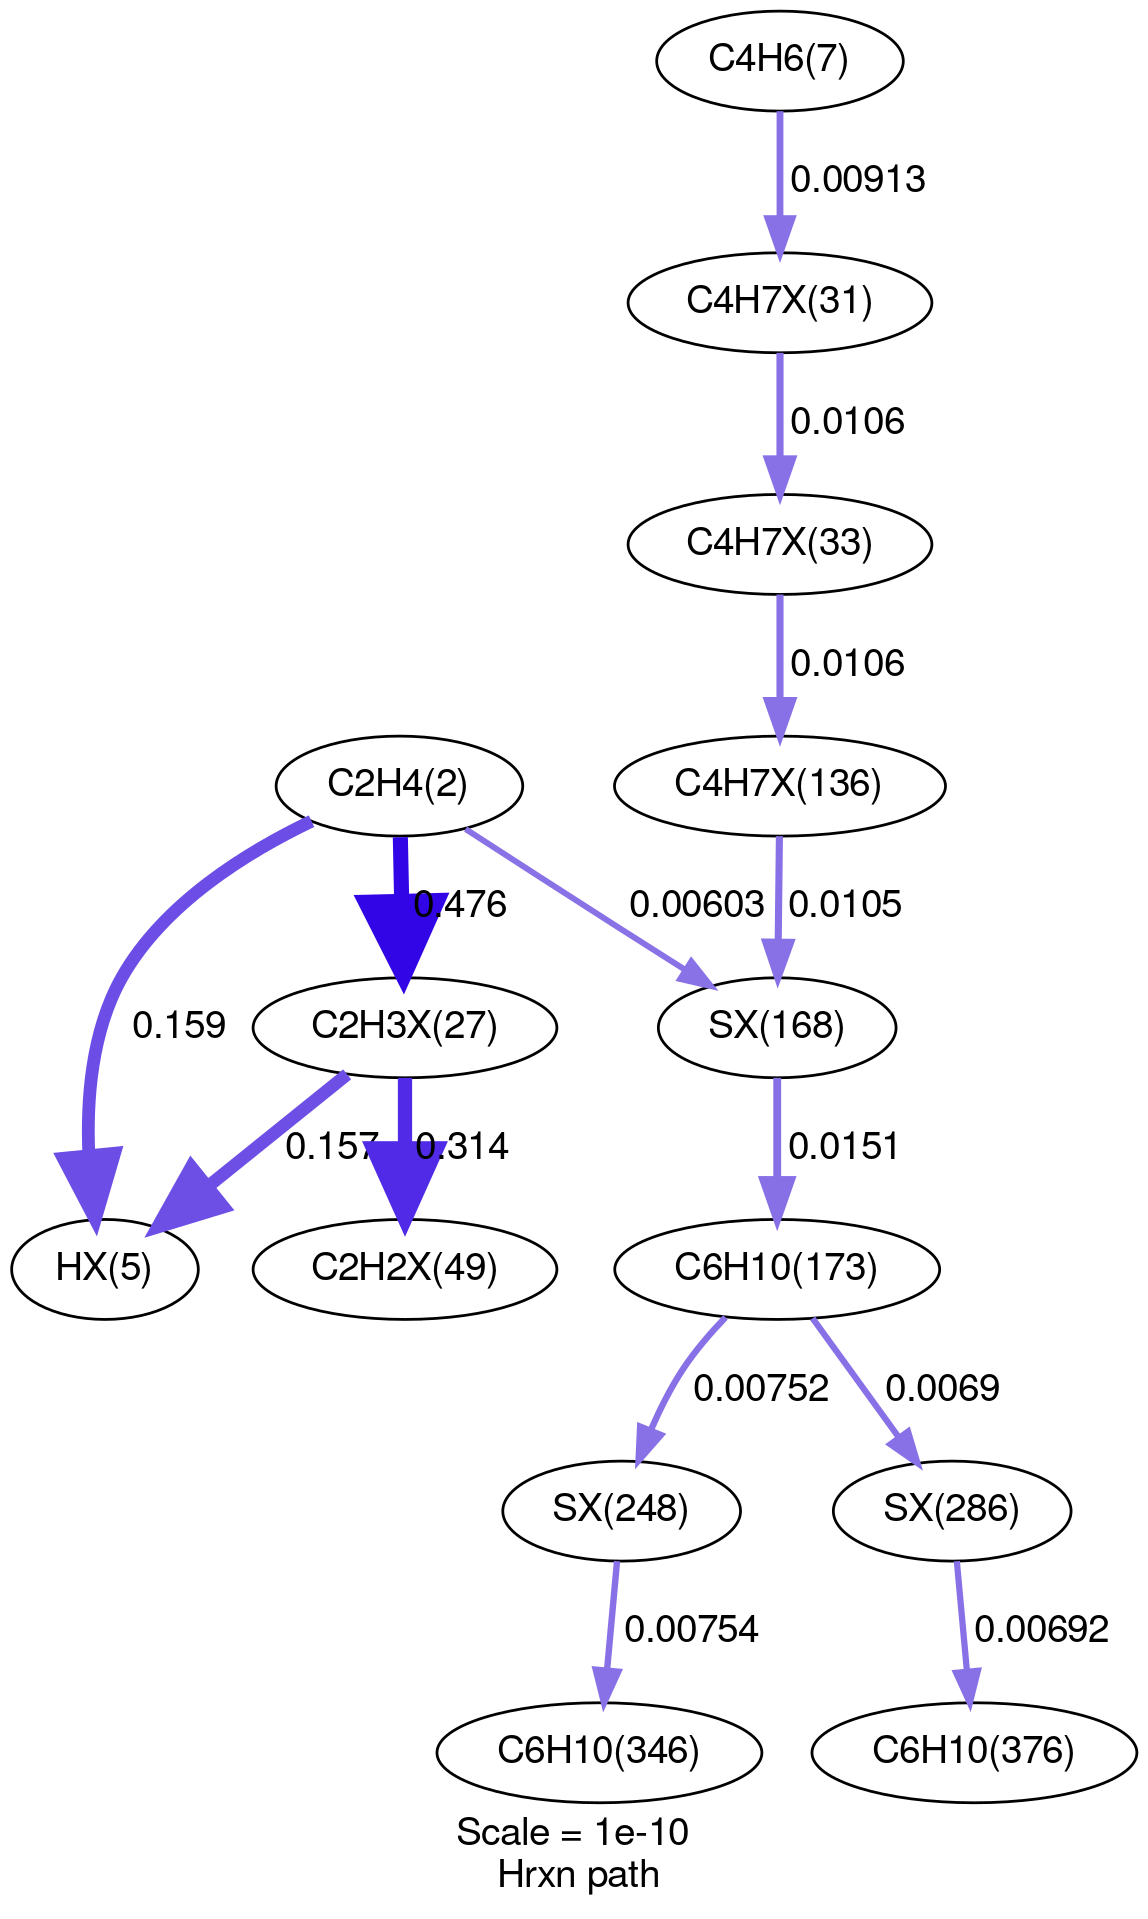 C4H6(7)
0.00913
C4H7X(31)
0.0106
C4H7X(33)
0.0106
C2H4(2)
C4H7X(136)
0.476
0.00603
0.0105
0.159
C2H3X(27)
SX(168)
0.157
0.314
0.0151
HX(5)
C2H2X(49)
C6H10(173)
0.00752
0.0069
SX(248)
SX(286)
0.00754
0.00692
C6H10(346)
C6H10(376)
Scale = 1e-10
Hrxn path